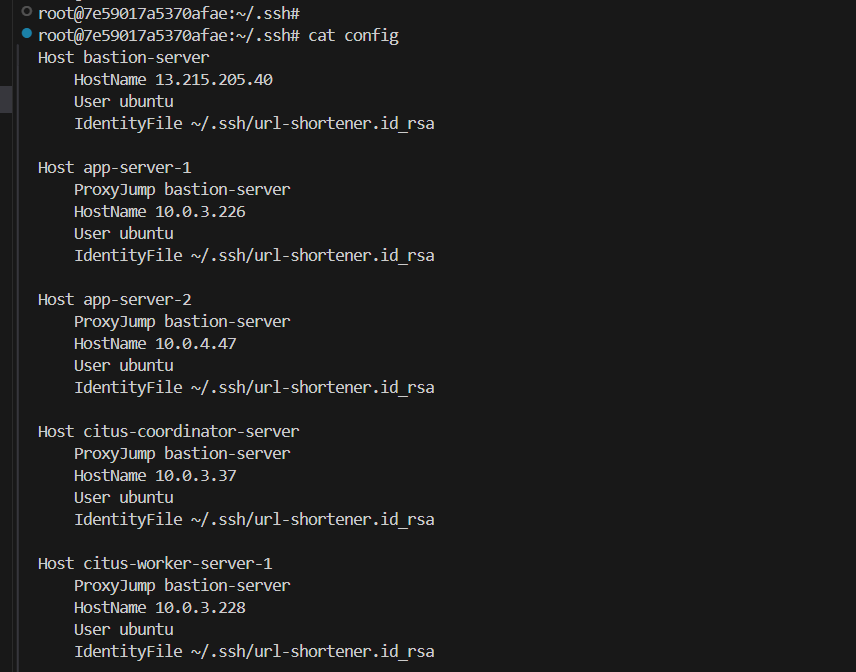 root@7e59017a5370afae:~/.ssh#
root@7e59017a5370afae:~/.ssh# cat config
Host bastion-server
    HostName 13.215.205.40
    User ubuntu
    IdentityFile ~/.ssh/url-shortener.id_rsa

Host app-server-1
    ProxyJump bastion-server
    HostName 10.0.3.226
    User ubuntu
    IdentityFile ~/.ssh/url-shortener.id_rsa

Host app-server-2
    ProxyJump bastion-server
    HostName 10.0.4.47
    User ubuntu
    IdentityFile ~/.ssh/url-shortener.id_rsa

Host citus-coordinator-server
    ProxyJump bastion-server
    HostName 10.0.3.37
    User ubuntu
    IdentityFile ~/.ssh/url-shortener.id_rsa

Host citus-worker-server-1
    ProxyJump bastion-server
    HostName 10.0.3.228
    User ubuntu
    IdentityFile ~/.ssh/url-shortener.id_rsa